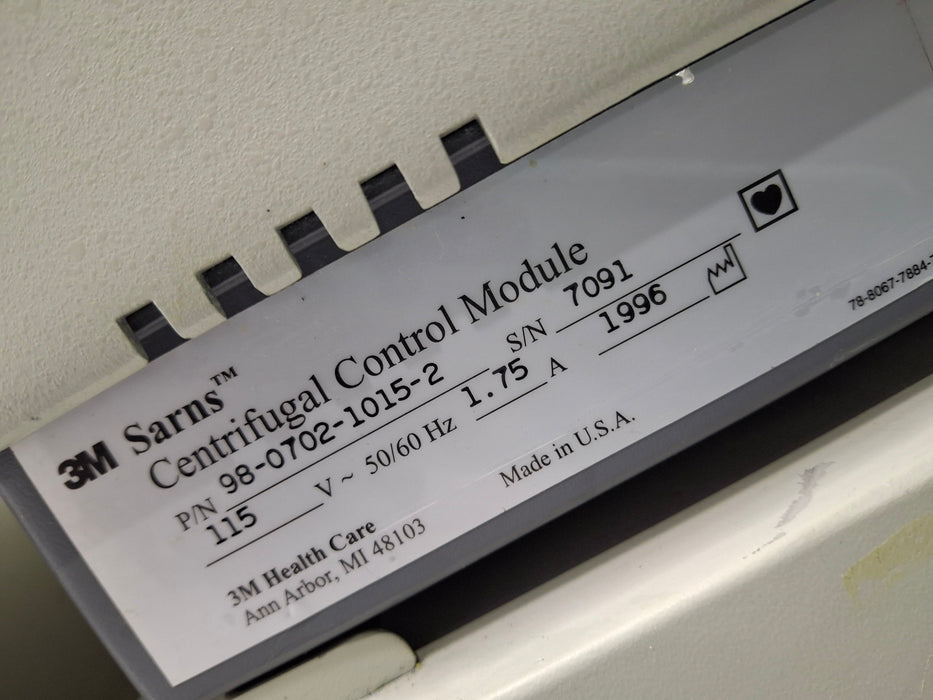 3M Sarns™
Centrifugal Control Module
P/N 98-0702-1015-2 S/N 7091
115 V ~ 50/60 Hz 1.75 A 1996
Made in U.S.A.
3M Health Care
Ann Arbor, MI 48103